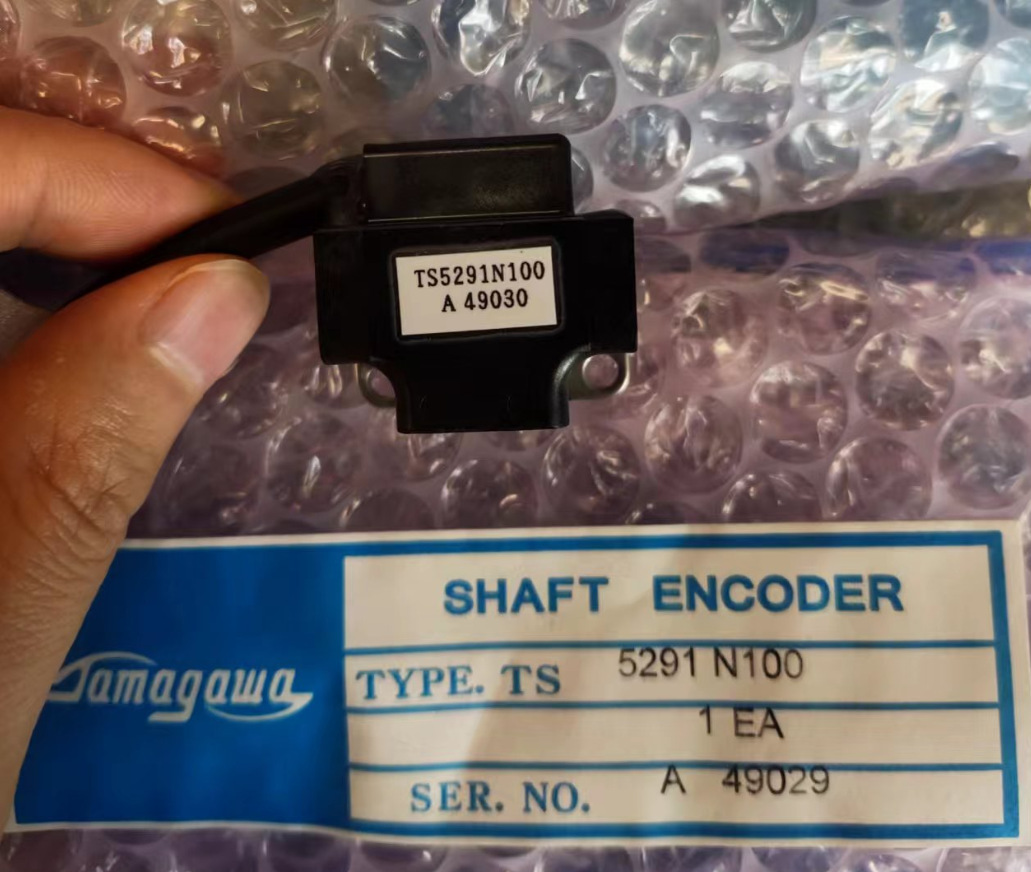 TS5291N100
A 49030
SHAFT ENCODER
Tamagawa
TYPE. TS 5291 N100
1 EA
SER. NO. A 49029